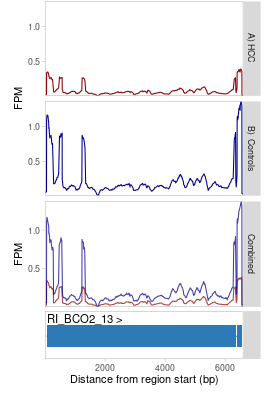 1.0
0.5
FPM
A) HCC
1.0
0.5
B) Controls
1.0
0.5
FPM
Combined
RI_BCO2_13 >
2000 4000 6000
Distance from region start (bp)